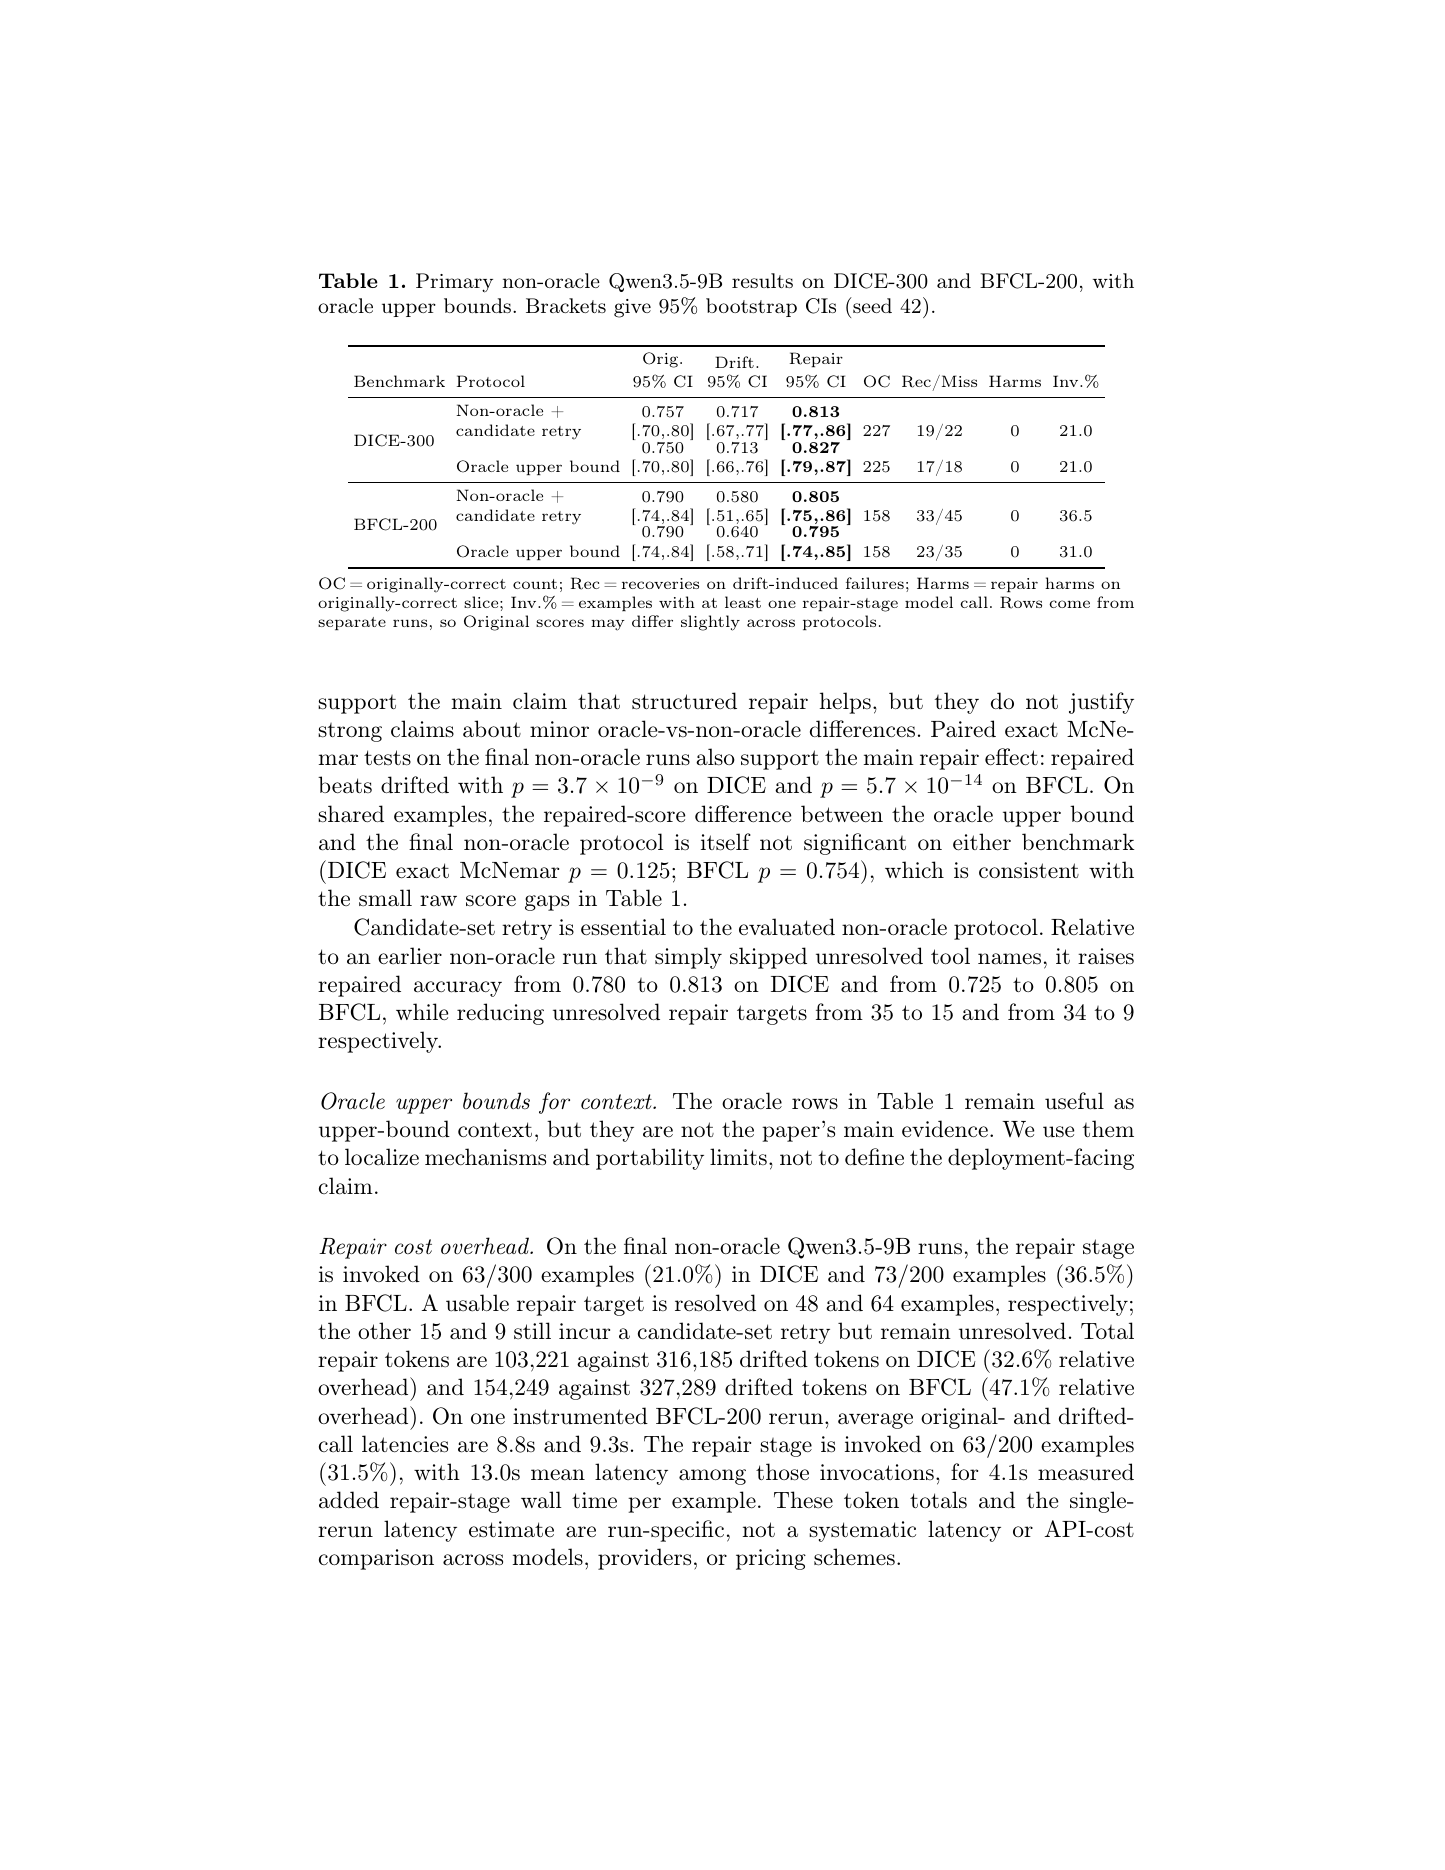 Table 1. Primary non-oracle Qwen3.5-9B results on DICE-300 and BFCL-200, with
oracle upper bounds. Brackets give 95% bootstrap CIs (seed 42).
Orig. Drift. Repair
Benchmark Protocol 95% CI 95% CI 95% CI OC Rec/Miss Harms Inv.%
Non-oracle + 0.757 0.717 0.813
DICE-300 candidate retry [.70,.80] [.67,.77] [.77,.86] 227 19/22 0 21.0
0.750 0.713 0.827
Oracle upper bound [.70,.80] [.66,.76] [.79,.87] 225 17/18 0 21.0
Non-oracle + 0.790 0.580 0.805
BFCL-200 candidate retry [.74,.84] [.51,.65] [.75,.86] 158 33/45 0 36.5
0.790 0.640 0.795
Oracle upper bound [.74,.84] [.58,.71] [.74,.85] 158 23/35 0 31.0
OC = originally-correct count; Rec = recoveries on drift-induced failures; Harms = repair harms on
originally-correct slice; Inv.% = examples with at least one repair-stage model call. Rows come from
separate runs, so Original scores may differ slightly across protocols.
support the main claim that structured repair helps, but they do not justify
strong claims about minor oracle-vs-non-oracle differences. Paired exact McNe-
mar tests on the final non-oracle runs also support the main repair effect: repaired
beats drifted with p = 3.7 × 10⁻⁹ on DICE and p = 5.7 × 10⁻¹⁴ on BFCL. On
shared examples, the repaired-score difference between the oracle upper bound
and the final non-oracle protocol is itself not significant on either benchmark
(DICE exact McNemar p = 0.125; BFCL p = 0.754), which is consistent with
the small raw score gaps in Table 1.
Candidate-set retry is essential to the evaluated non-oracle protocol. Relative
to an earlier non-oracle run that simply skipped unresolved tool names, it raises
repaired accuracy from 0.780 to 0.813 on DICE and from 0.725 to 0.805 on
BFCL, while reducing unresolved repair targets from 35 to 15 and from 34 to 9
respectively.
Oracle upper bounds for context. The oracle rows in Table 1 remain useful as
upper-bound context, but they are not the paper's main evidence. We use them
to localize mechanisms and portability limits, not to define the deployment-facing
claim.
Repair cost overhead. On the final non-oracle Qwen3.5-9B runs, the repair stage
is invoked on 63/300 examples (21.0%) in DICE and 73/200 examples (36.5%)
in BFCL. A usable repair target is resolved on 48 and 64 examples, respectively;
the other 15 and 9 still incur a candidate-set retry but remain unresolved. Total
repair tokens are 103,221 against 316,185 drifted tokens on DICE (32.6% relative
overhead) and 154,249 against 327,289 drifted tokens on BFCL (47.1% relative
overhead). On one instrumented BFCL-200 rerun, average original- and drifted-
call latencies are 8.8s and 9.3s. The repair stage is invoked on 63/200 examples
(31.5%), with 13.0s mean latency among those invocations, for 4.1s measured
added repair-stage wall time per example. These token totals and the single-
rerun latency estimate are run-specific, not a systematic latency or API-cost
comparison across models, providers, or pricing schemes.